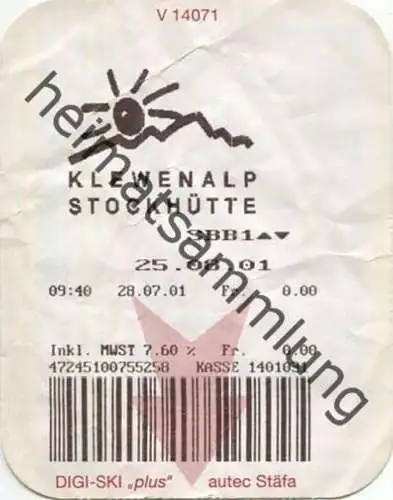 V 14071
KLEWENALP
STOCKHÜTTE
3BB1▲▼
25.08.01
09:40 28.07.01 Fr. 0.00
Inkl. MWST 7.60 % Fr. 0.00
47245100755258 KASSE 1401091
DIGI-SKI „plus" autec Stäfa
heimatsammlung